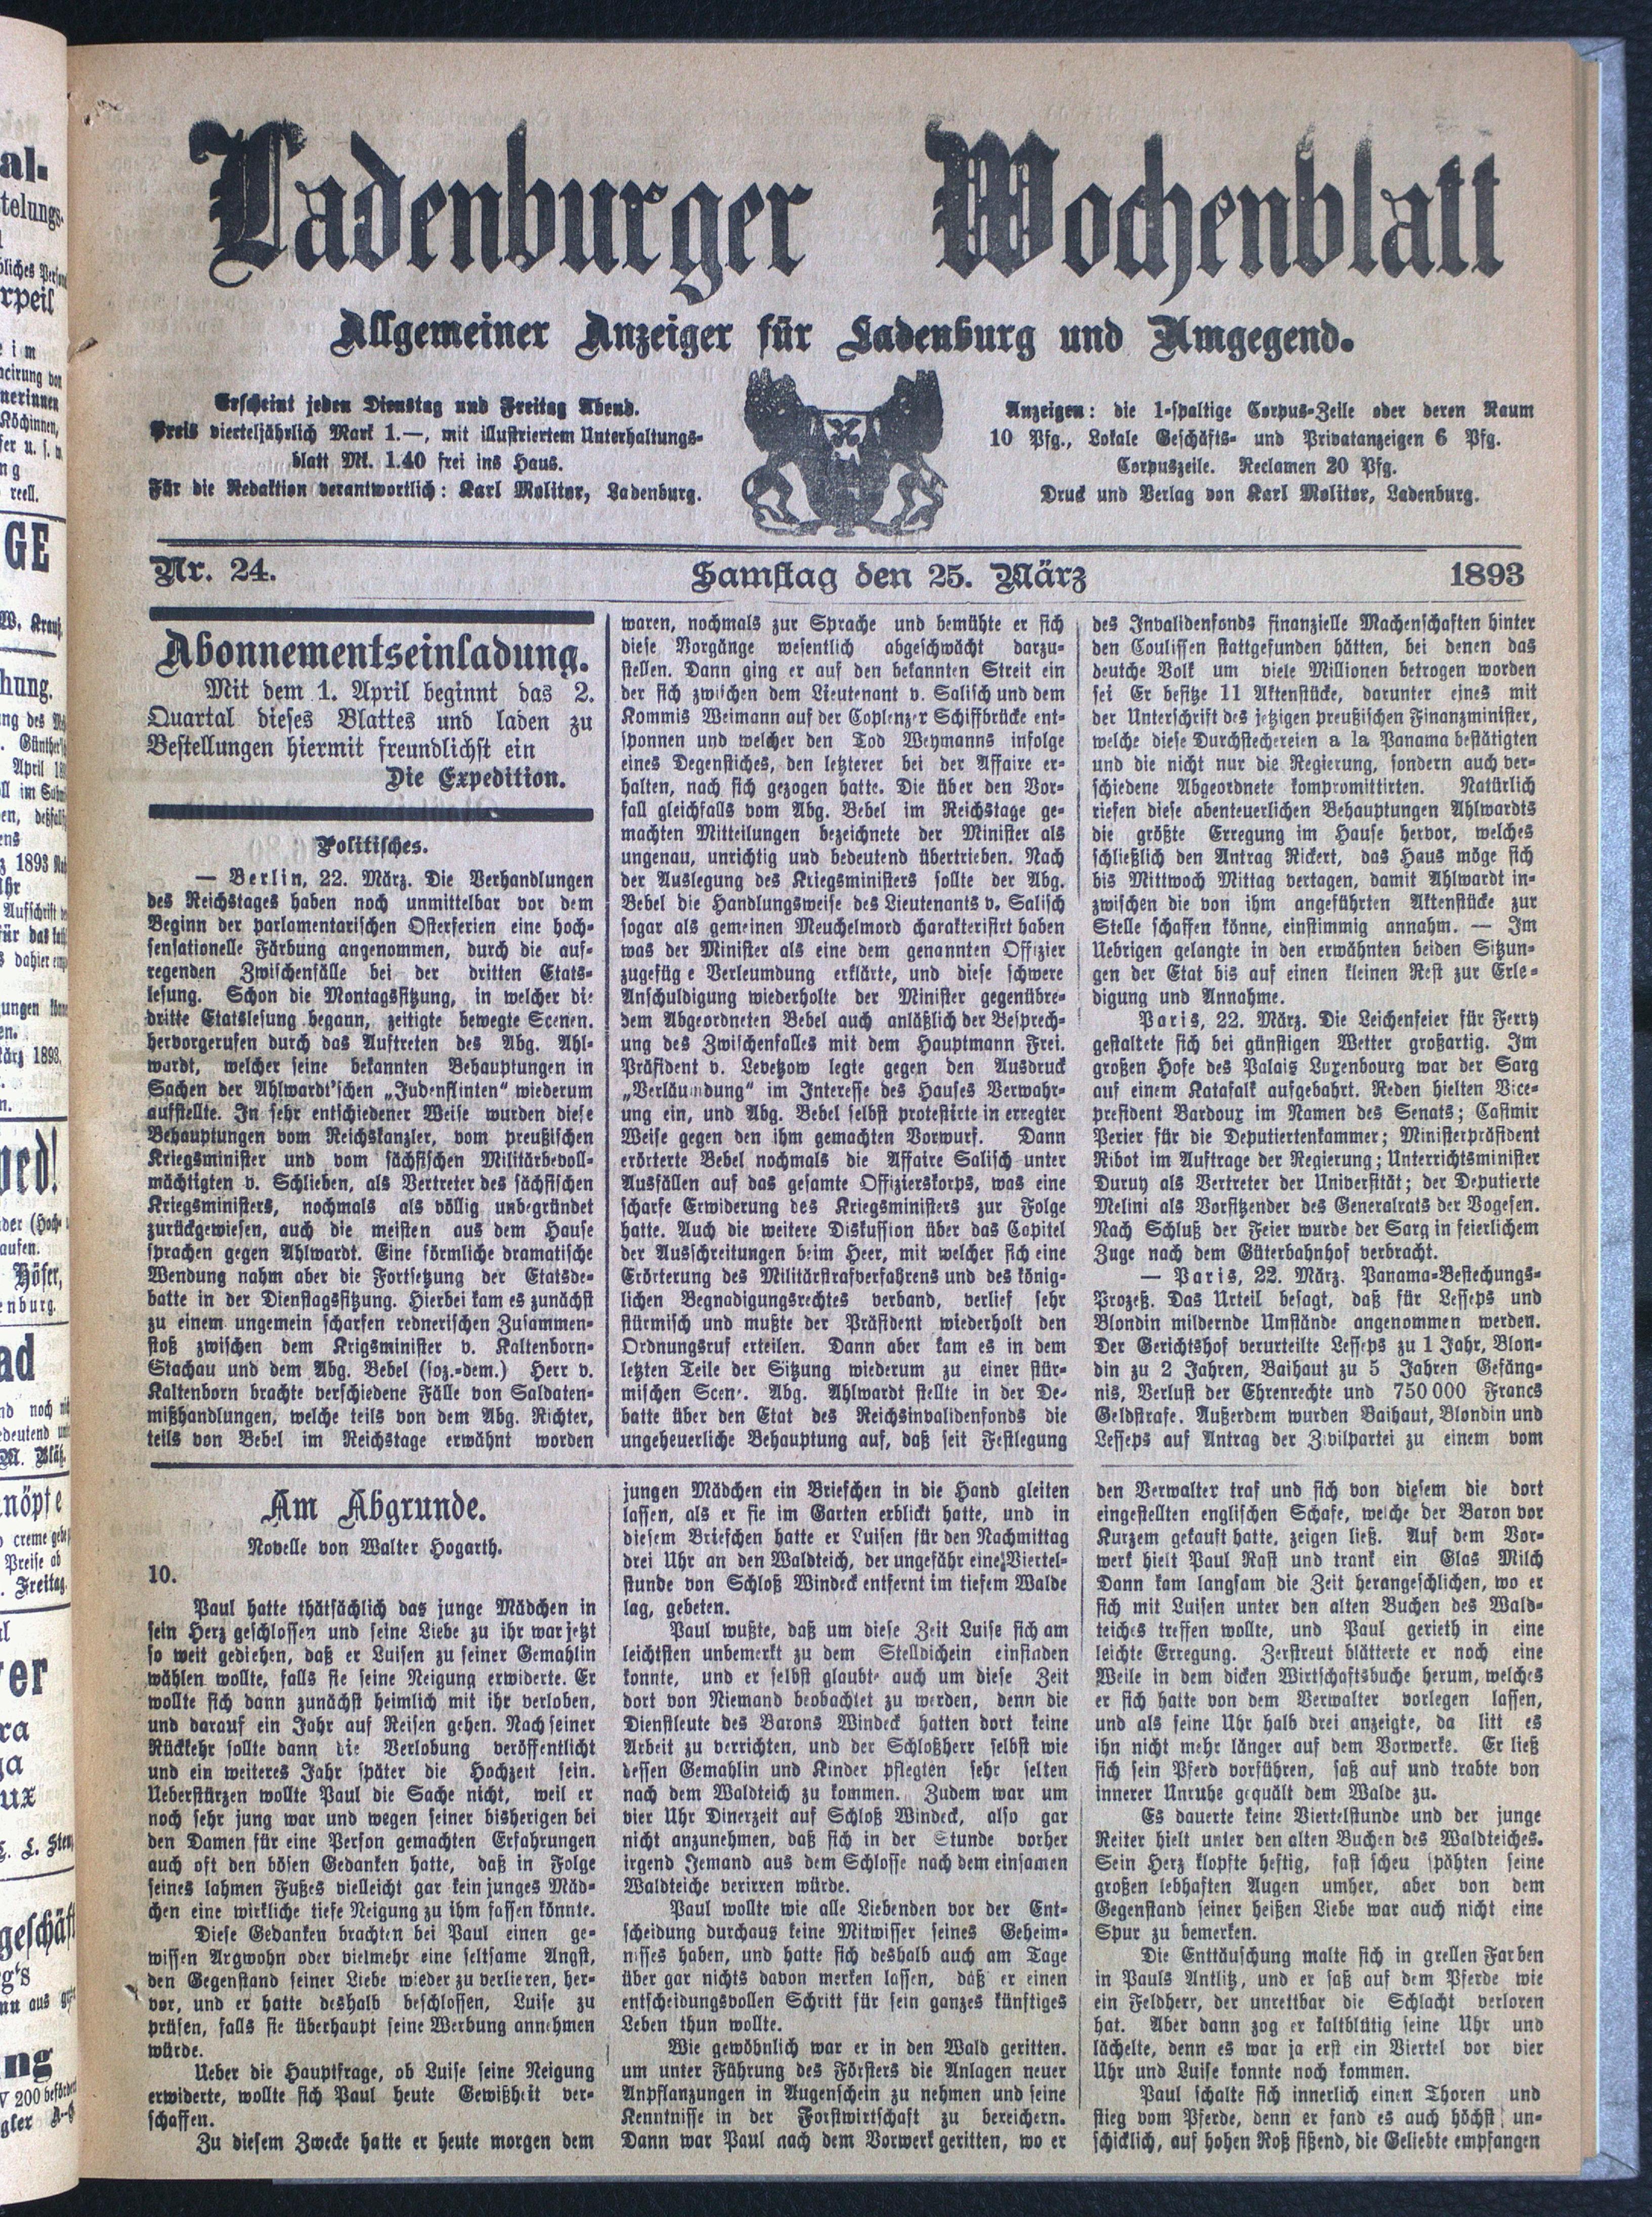 Ladenburger Wochenblatt
Allgemeiner Anzeiger für Ladenburg und Umgegend.
Erscheint jeden Dienstag und Freitag Abend.
Preis vierteljährlich Mark 1.—, mit illustriertem Unterhaltungs-
blatt Mk. 1.40 frei ins Haus.
Für die Redaktion verantwortlich: Karl Molitor, Ladenburg.
Anzeigen: die 1-spaltige Corpus-Zeile oder deren Raum
10 Pfg., Lokale Geschäfts- und Privatanzeigen 6 Pfg.
Corpuszeile. Reclamen 20 Pfg.
Druck und Verlag von Karl Molitor, Ladenburg.
Nr. 24.
Samstag den 25. März
1893
Abonnementseinladung.
Mit dem 1. April beginnt das 2.
Quartal dieses Blattes und laden zu
Bestellungen hiermit freundlichst ein
Die Expedition.
Politisches.
— Berlin, 22. März. Die Verhandlungen
des Reichstages haben noch unmittelbar vor dem
Beginn der parlamentarischen Osterferien eine hoch-
sensationelle Färbung angenommen, durch die auf-
regenden Zwischenfälle bei der dritten Etats-
lesung. Schon die Montagssitzung, in welcher die
dritte Etatslesung begann, zeitigte bewegte Scenen.
hervorgerufen durch das Auftreten des Abg. Ahl-
wardt, welcher seine bekannten Behauptungen in
Sachen der Ahlwardt'schen „Judenflinten“ wiederum
aufstellte. In sehr entschiedener Weise wurden diese
Behauptungen vom Reichskanzler, vom preußischen
Kriegsminister und vom sächsischen Militärbevoll-
mächtigten v. Schlieben, als Vertreter des sächsischen
Kriegsministers, nochmals als völlig unbegründet
zurückgewiesen, auch die meisten aus dem Hause
sprachen gegen Ahlwardt. Eine förmliche dramatische
Wendung nahm aber die Fortsetzung der Etatsde-
batte in der Dienstagssitzung. Hierbei kam es zunächst
zu einem ungemein scharfen rednerischen Zusammen-
stoß zwischen dem Krigsminister v. Kaltenborn-
Stachau und dem Abg. Bebel (soz.-dem.) Herr v.
Kaltenborn brachte verschiedene Fälle von Saldaten-
mißhandlungen, welche teils von dem Abg. Richter,
teils von Bebel im Reichstage erwähnt worden
waren, nochmals zur Sprache und bemühte er sich
diese Vorgänge wesentlich abgeschwächt darzu-
stellen. Dann ging er auf den bekannten Streit ein
der sich zwischen dem Lieutenant v. Salisch und dem
Kommis Weimann auf der Coplenzer Schiffbrücke ent-
sponnen und welcher den Tod Weymanns infolge
eines Degenstiches, den letzterer bei der Affaire er-
halten, nach sich gezogen hatte. Die über den Vor-
fall gleichfalls vom Abg. Bebel im Reichstage ge-
machten Mitteilungen bezeichnete der Minister als
ungenau, unrichtig und bedeutend übertrieben. Nach
der Auslegung des Kriegsministers sollte der Abg.
Bebel die Handlungsweise des Lieutenants v. Salisch
sogar als gemeinen Meuchelmord charakterisirt haben
was der Minister als eine dem genannten Offizier
zugefüg e Verleumdung erklärte, und diese schwere
Anschuldigung wiederholte der Minister gegenübre-
dem Abgeordneten Bebel auch anläßlich der Besprech-
ung des Zwischenfalles mit dem Hauptmann Frei.
Präsident v. Levetzow legte gegen den Ausdruck
„Verläumdung“ im Interesse des Hauses Verwahr-
ung ein, und Abg. Bebel selbst protestirte in erregter
Weise gegen den ihm gemachten Vorwurf. Dann
erörterte Bebel nochmals die Affaire Salisch unter
Ausfällen auf das gesamte Offizierskorps, was eine
scharfe Erwiderung des Kriegsministers zur Folge
hatte. Auch die weitere Diskussion über das Capitel
der Ausschreitungen beim Heer, mit welcher sich eine
Erörterung des Militärstrafverfahrens und des könig-
lichen Begnadigungsrechtes verband, verlief sehr
stürmisch und mußte der Präsident wiederholt den
Ordnungsruf erteilen. Dann aber kam es in dem
letzten Teile der Sitzung wiederum zu einer stür-
mischen Scene. Abg. Ahlwardt stellte in der De-
batte über den Etat des Reichsinvalidenfonds die
ungeheuerliche Behauptung auf, daß seit Festlegung
des Invalidenfonds finanzielle Machenschaften hinter
den Coulissen stattgefunden hätten, bei denen das
deutche Volk um viele Millionen betrogen worden
sei Er besitze 11 Aktenstücke, darunter eines mit
der Unterschrift des jetzigen preußischen Finanzminister,
welche diese Durchstechereien a la Panama bestätigten
und die nicht nur die Regierung, sondern auch ver-
schiedene Abgeordnete kompromittirten. Natürlich
riefen diese abenteuerlichen Behauptungen Ahlwardts
die größte Erregung im Hause hervor, welches
schließlich den Antrag Rickert, das Haus möge sich
bis Mittwoch Mittag vertagen, damit Ahlwardt in-
zwischen die von ihm angeführten Aktenstücke zur
Stelle schaffen könne, einstimmig annahm. — Im
Uebrigen gelangte in den erwähnten beiden Sitzun-
gen der Etat bis auf einen kleinen Rest zur Erle-
digung und Annahme.
Paris, 22. März. Die Leichenfeier für Ferry
gestaltete sich bei günstigen Wetter großartig. Im
großen Hofe des Palais Luxenbourg war der Sarg
auf einem Katafalk aufgebahrt. Reden hielten Vice-
president Bardoux im Namen des Senats; Casimir
Perier für die Deputiertenkammer; Ministerpräsident
Ribot im Auftrage der Regierung; Unterrichtsminister
Duruy als Vertreter der Universität; der Deputierte
Melini als Vorsitzender des Generalrats der Vogesen.
Nach Schluß der Feier wurde der Sarg in feierlichem
Zuge nach dem Güterbahnhof verbracht.
— Paris, 22. März. Panama-Bestechungs-
Prozeß. Das Urteil besagt, daß für Lesseps und
Blondin mildernde Umstände angenommen werden.
Der Gerichtshof verurteilte Lesseps zu 1 Jahr, Blon-
din zu 2 Jahren, Baihaut zu 5 Jahren Gefäng-
nis, Verlust der Ehrenrechte und 750 000 Francs
Geldstrafe. Außerdem wurden Baihaut, Blondin und
Lesseps auf Antrag der Zivilpartei zu einem vom
Am Abgrunde.
Novelle von Walter Hogarth.
10.
Paul hatte thätsächlich das junge Mädchen in
sein Herz geschlossen und seine Liebe zu ihr war jetzt
so weit gediehen, daß er Luisen zu seiner Gemahlin
wählen wollte, falls sie seine Neigung erwiderte. Er
wollte sich dann zunächst heimlich mit ihr verloben,
und darauf ein Jahr auf Reisen gehen. Nach seiner
Rückkehr sollte dann die Verlobung veröffentlicht
und ein weiteres Jahr später die Hochzeit sein.
Ueberstürzen wollte Paul die Sache nicht, weil er
noch sehr jung war und wegen seiner bisherigen bei
den Damen für eine Person gemachten Erfahrungen
auch oft den bösen Gedanken hatte, daß in Folge
seines lahmen Fußes vielleicht gar kein junges Mäd-
chen eine wirkliche tiefe Neigung zu ihm fassen könnte.
Diese Gedanken brachten bei Paul einen ge-
wissen Argwohn oder vielmehr eine seltsame Angst,
den Gegenstand seiner Liebe wieder zu verlieren, her-
vor, und er hatte deshalb beschlossen, Luise zu
prüfen, falls sie überhaupt seine Werbung annehmen
würde.
Ueber die Hauptfrage, ob Luise seine Neigung
erwiderte, wollte sich Paul heute Gewißheit ver-
schaffen.
Zu diesem Zwecke hatte er heute morgen dem
jungen Mädchen ein Briefchen in die Hand gleiten
lassen, als er sie im Garten erblickt hatte, und in
diesem Briefchen hatte er Luisen für den Nachmittag
drei Uhr an den Waldteich, der ungefähr eine Viertel-
stunde von Schloß Windeck entfernt im tiefem Walde
lag, gebeten.
Paul wußte, daß um diese Zeit Luise sich am
leichtsten unbemerkt zu dem Stelldichein einfinden
konnte, und er selbst glaubte auch um diese Zeit
dort von Niemand beobachtet zu werden, denn die
Dienstleute des Barons Windeck hatten dort keine
Arbeit zu verrichten, und der Schloßherr selbst wie
dessen Gemahlin und Kinder pflegten sehr selten
nach dem Waldteich zu kommen. Zudem war um
vier Uhr Dinerzeit auf Schloß Windeck, also gar
nicht anzunehmen, daß sich in der Stunde vorher
irgend Jemand aus dem Schlosse nach dem einsamen
Waldteiche verirren würde.
Paul wollte wie alle Liebenden vor der Ent-
scheidung durchaus keine Mitwisser seines Geheim-
nisses haben, und hatte sich deshalb auch am Tage
über gar nichts davon merken lassen, daß er einen
entscheidungsvollen Schritt für sein ganzes künftiges
Leben thun wollte.
Wie gewöhnlich war er in den Wald geritten.
um unter Führung des Försters die Anlagen neuer
Anpflanzungen in Augenschein zu nehmen und seine
Kenntnisse in der Forstwirtschaft zu bereichern.
Dann war Paul nach dem Vorwerk geritten, wo er
den Verwalter traf und sich von diesem die dort
eingestellten englischen Schafe, welche der Baron vor
Kurzem gekauft hatte, zeigen ließ. Auf dem Vor-
werk hielt Paul Rast und trank ein Glas Milch
Dann kam langsam die Zeit herangeschlichen, wo er
sich mit Luisen unter den alten Buchen des Wald-
teiches treffen wollte, und Paul gerieth in eine
leichte Erregung. Zerstreut blätterte er noch eine
Weile in dem dicken Wirtschaftsbuche herum, welches
er sich hatte von dem Verwalter vorlegen lassen,
und als seine Uhr halb drei anzeigte, da litt es
ihn nicht mehr länger auf dem Vorwerke. Er ließ
sich sein Pferd vorführen, saß auf und trabte von
innerer Unruhe gequält dem Walde zu.
Es dauerte keine Viertelstunde und der junge
Reiter hielt unter den alten Buchen des Waldteiches.
Sein Herz klopfte heftig, fast scheu spähten seine
großen lebhaften Augen umher, aber von dem
Gegenstand seiner heißen Liebe war auch nicht eine
Spur zu bemerken.
Die Enttäuschung malte sich in grellen Farben
in Pauls Antlitz, und er saß auf dem Pferde wie
ein Feldherr, der unrettbar die Schlacht verloren
hat. Aber dann zog er kaltblütig seine Uhr und
lächelte, denn es war ja erst ein Viertel vor vier
Uhr und Luise konnte noch kommen.
Paul schalte sich innerlich einen Thoren und
stieg vom Pferde, denn er fand es auch höchst un-
schicklich, auf hohen Roß sißend, die Geliebte empfangen